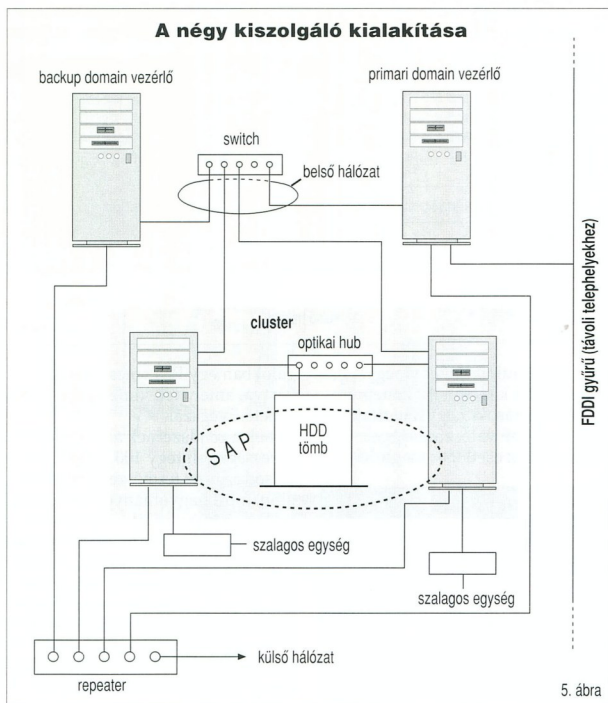 A négy kiszolgáló kialakítása
backup domain vezérlő
primari domain vezérlő
switch
belső hálózat
cluster
optikai hub
HDD
tömb
SAP
szalagos egység
szalagos egység
külső hálózat
repeater
FDDI gyűrű (távoli telephelyekhez)
5. ábra